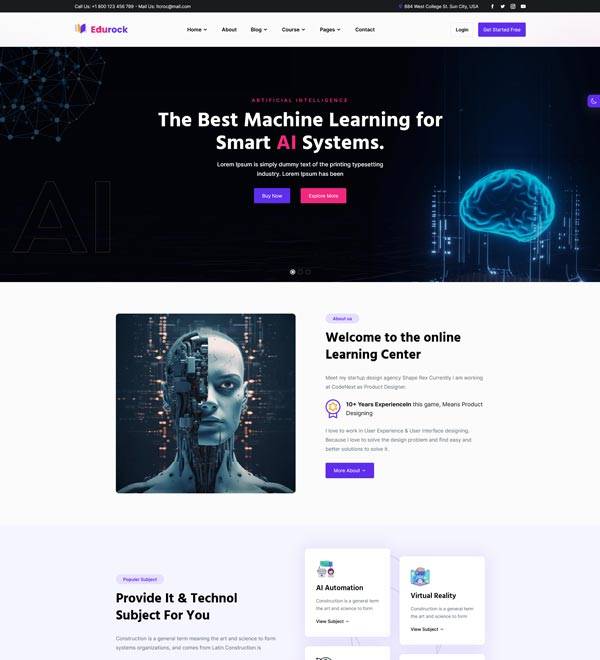 Call Us: +1 800 123 456 789 - Mail Us: Itcroc@mail.com
684 West College St. Sun City, USA
Edurock
Home
About
Blog
Course
Pages
Contact
Login
Get Started Free
ARTIFICIAL INTELLIGENCE
The Best Machine Learning for
Smart AI Systems.
Lorem Ipsum is simply dummy text of the printing typesetting
industry. Lorem Ipsum has been
Buy Now
Explore More
AI
About us
Welcome to the online
Learning Center
Meet my startup design agency Shape Rex Currently I am working
at CodeNext as Product Designer.
10+ Years ExperienceIn this game, Means Product
Designing
I love to work in User Experience & User Interface designing.
Because I love to solve the design problem and find easy and
better solutions to solve it.
More About →
Popular Subject
Provide It & Technol
Subject For You
Construction is a general term meaning the art and science to form
systems organizations, and comes from Latin Construction is
AI Automation
Construction is a general term
the art and science to form
View Subject →
Virtual Reality
Construction is a general term
the art and science to form
View Subject →